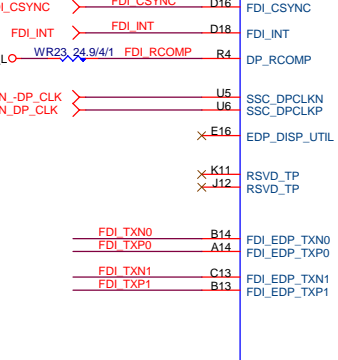 I_CSYNC FDI_CSYNC D16 FDI_CSYNC
FDI_INT FDI_INT D18 FDI_INT
LO WR23 24.9/4/1 FDI_RCOMP R4 DP_RCOMP
N_-DP_CLK U5 SSC_DPCLKN
N_DP_CLK U6 SSC_DPCLKP
E16 EDP_DISP_UTIL
K11 RSVD_TP
J12 RSVD_TP
FDI_TXN0 B14 FDI_EDP_TXN0
FDI_TXP0 A14 FDI_EDP_TXP0
FDI_TXN1 C13 FDI_EDP_TXN1
FDI_TXP1 B13 FDI_EDP_TXP1